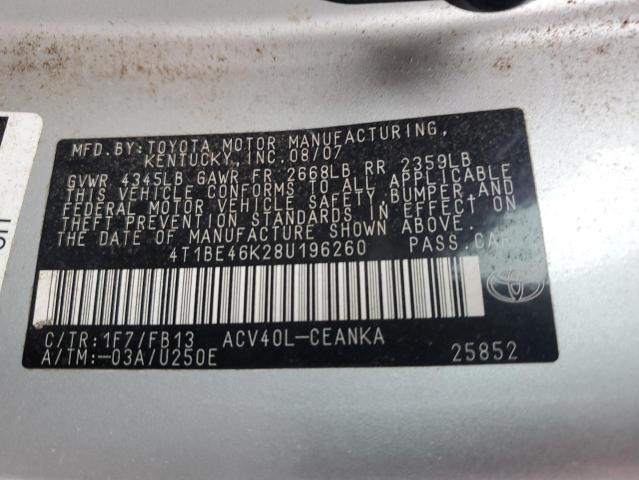 MFD. BY: TOYOTA MOTOR MANUFACTURING,
KENTUCKY, INC. 08/07
GVWR 4345LB GAWR FR 2668LB RR 2359LB
THIS VEHICLE CONFORMS TO ALL APPLICABLE
FEDERAL MOTOR VEHICLE SAFETY, BUMPER, AND
THEFT PREVENTION STANDARDS IN EFFECT ON
THE DATE OF MANUFACTURE SHOWN ABOVE.
4T1BE46K28U196260 PASS. CAR
C/TR: 1F7/FB13 ACV40L-CEANKA
A/TM: -03A/U250E 25852